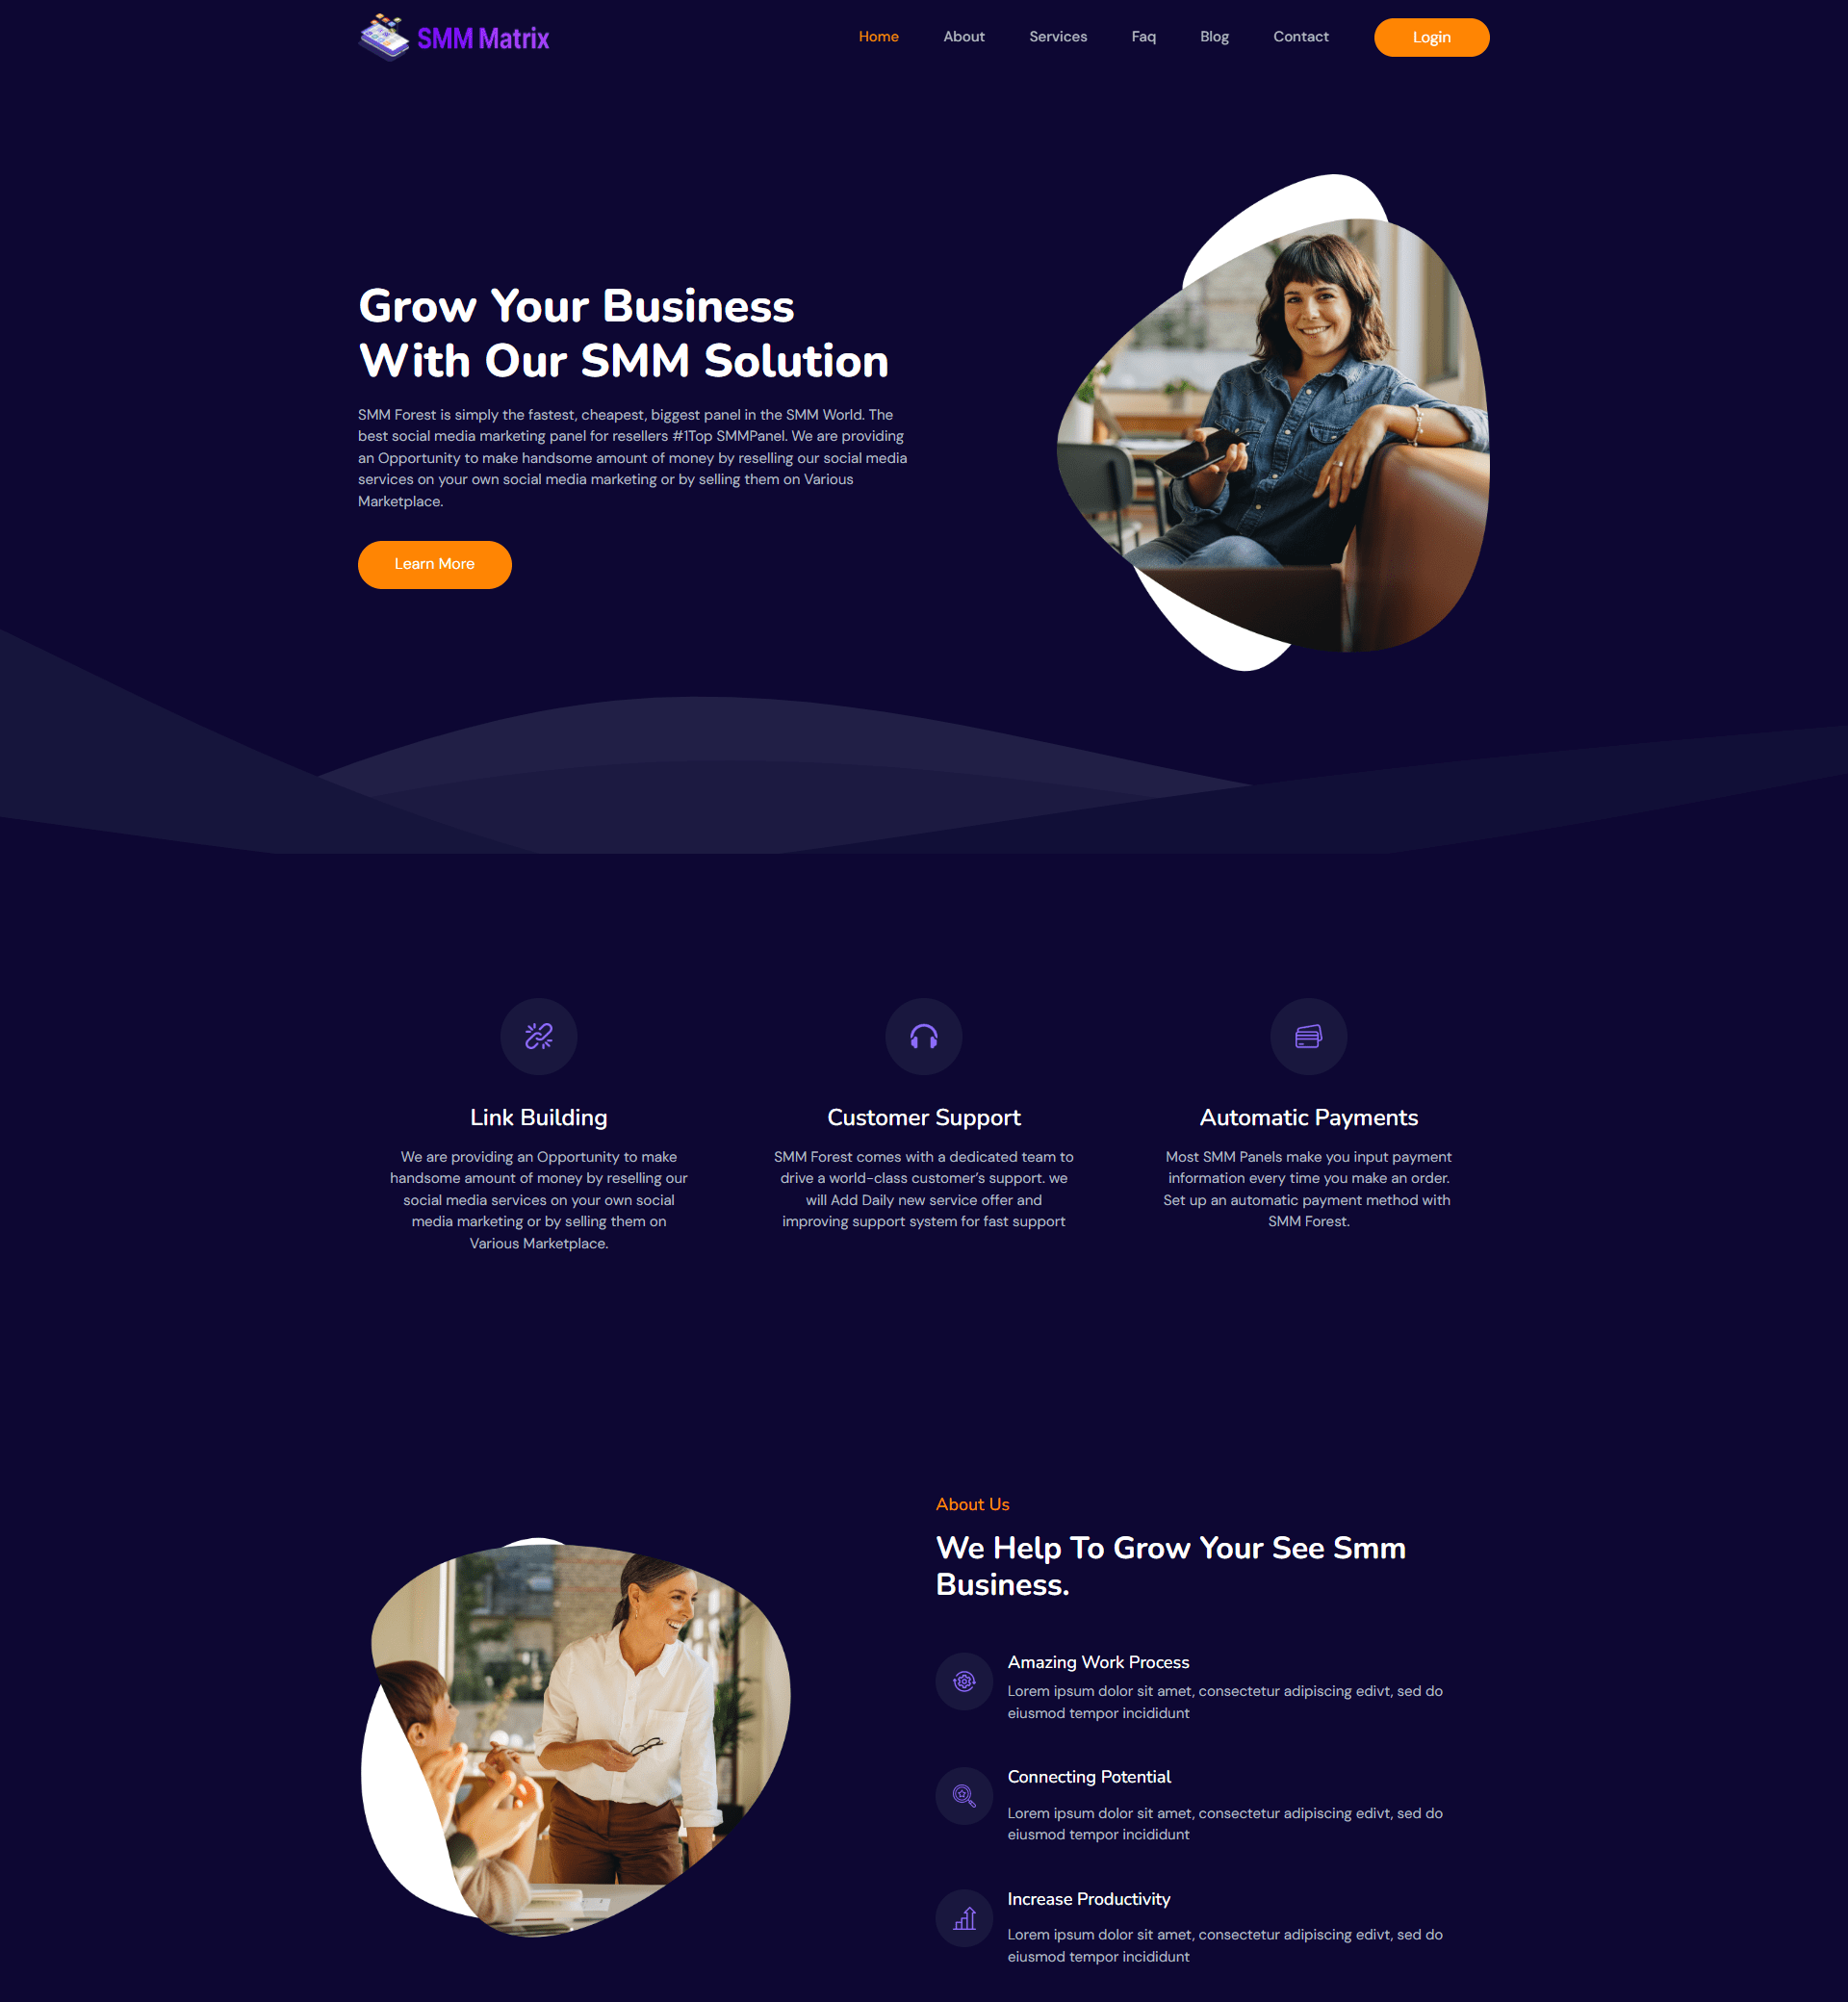 SMM Matrix
Home About Services Faq Blog Contact Login
Grow Your Business
With Our SMM Solution
SMM Forest is simply the fastest, cheapest, biggest panel in the SMM World. The
best social media marketing panel for resellers #1Top SMMPanel. We are providing
an Opportunity to make handsome amount of money by reselling our social media
services on your own social media marketing or by selling them on Various
Marketplace.
Learn More
Link Building
We are providing an Opportunity to make
handsome amount of money by reselling our
social media services on your own social
media marketing or by selling them on
Various Marketplace.
Customer Support
SMM Forest comes with a dedicated team to
drive a world-class customer’s support. we
will Add Daily new service offer and
improving support system for fast support
Automatic Payments
Most SMM Panels make you input payment
information every time you make an order.
Set up an automatic payment method with
SMM Forest.
About Us
We Help To Grow Your See Smm
Business.
Amazing Work Process
Lorem ipsum dolor sit amet, consectetur adipiscing edivt, sed do
eiusmod tempor incididunt
Connecting Potential
Lorem ipsum dolor sit amet, consectetur adipiscing edivt, sed do
eiusmod tempor incididunt
Increase Productivity
Lorem ipsum dolor sit amet, consectetur adipiscing edivt, sed do
eiusmod tempor incididunt